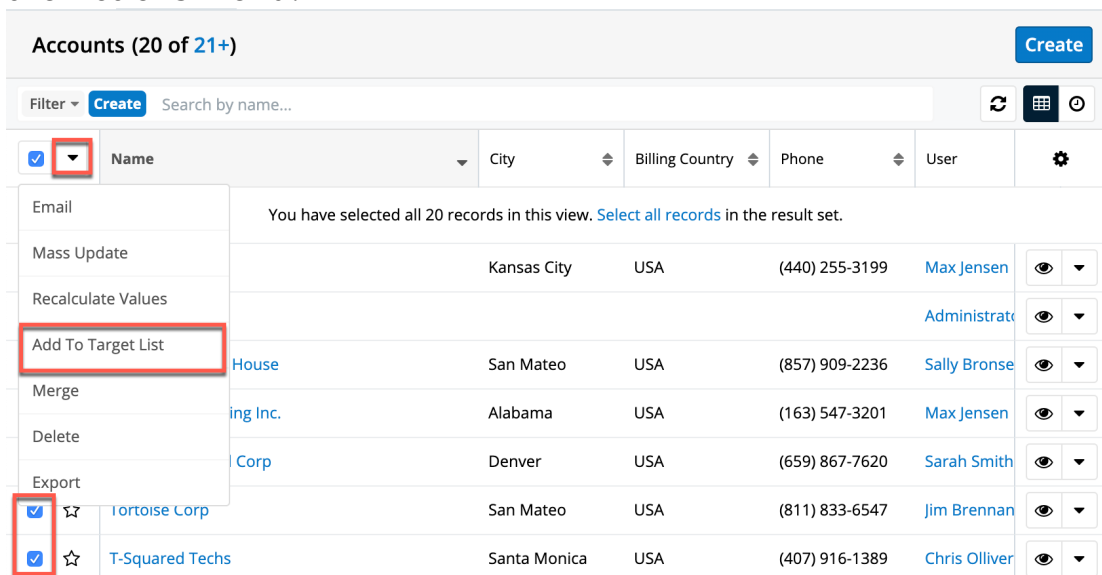 Accounts (20 of 21+)
Create
Filter Create Search by name...
Name City Billing Country Phone User
Email
You have selected all 20 records in this view. Select all records in the result set.
Mass Update
Kansas City USA (440) 255-3199 Max Jensen
Recalculate Values
Add To Target List
House San Mateo USA (857) 909-2236 Sally Bronse
Merge
ing Inc. Alabama USA (163) 547-3201 Max Jensen
Delete
Corp Denver USA (659) 867-7620 Sarah Smith
Export
Tortoise Corp San Mateo USA (811) 833-6547 Jim Brennan
T-Squared Techs Santa Monica USA (407) 916-1389 Chris Olliver